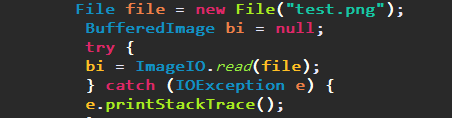 File file = new File("test.png");
BufferedImage bi = null;
try {
bi = ImageIO.read(file);
} catch (IOException e) {
e.printStackTrace();